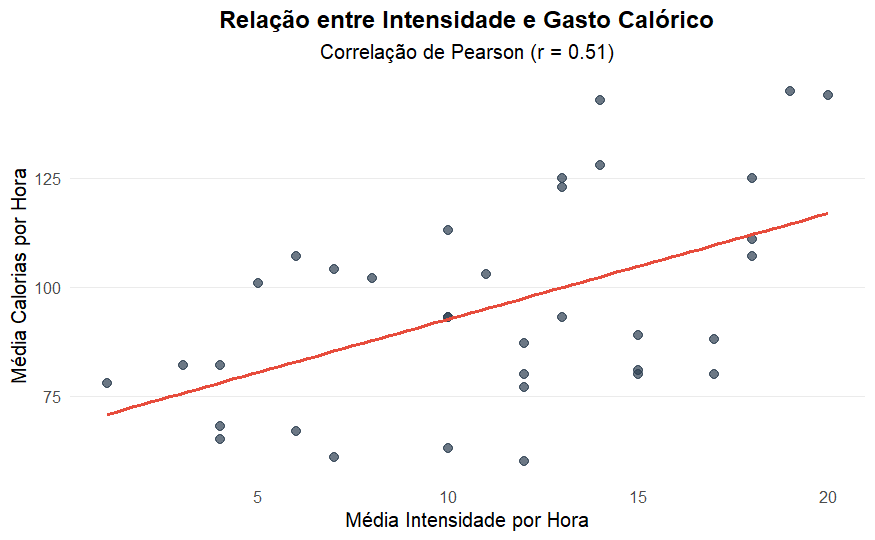 Relação entre Intensidade e Gasto Calórico
Correlação de Pearson (r = 0.51)
Média Calorias por Hora
125
100
75
5
10
15
20
Média Intensidade por Hora